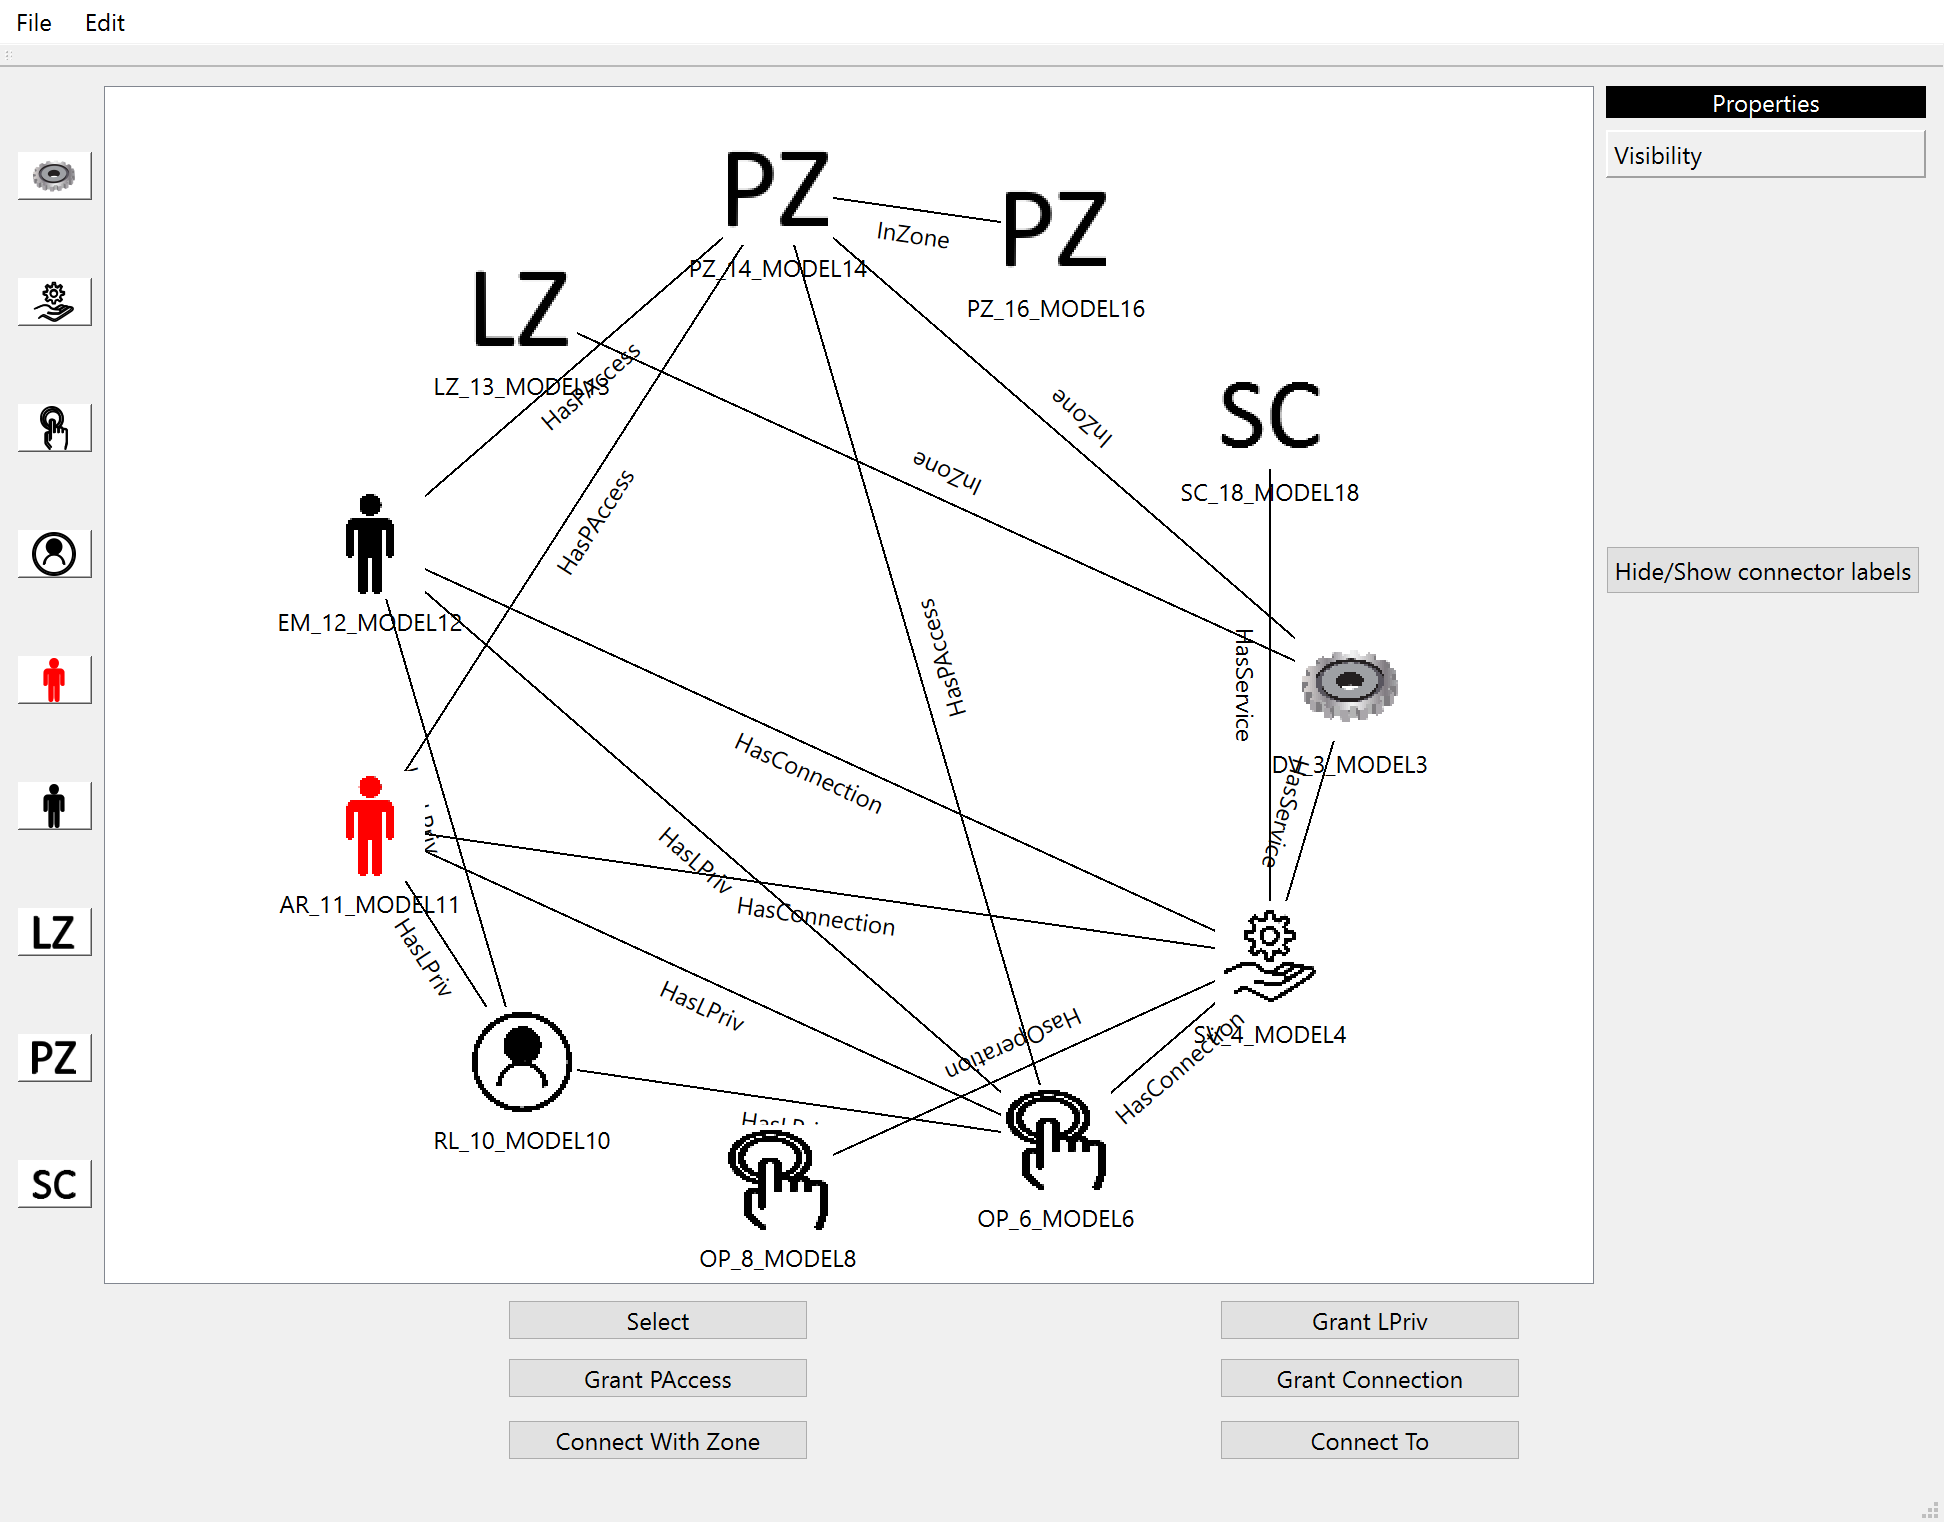 File Edit
Properties
Visibility
PZ
PZ
InZone
PZ_14_MODEL14
PZ_16_MODEL16
LZ
LZ_13_MODEL13
HasPAccess
InZone
InZone
SC
SC_18_MODEL18
HasPAccess
Hide/Show connector labels
EM_12_MODEL12
HasPAccess
HasService
DV_3_MODEL3
HasService
HasConnection
HasLPriv
AR_11_MODEL11
HasConnection
HasLPriv
HasLPriv
HasOperation
HasConnection
RL_10_MODEL10
OP_6_MODEL6
OP_8_MODEL8
LZ
PZ
SC
Select
Grant LPriv
Grant PAccess
Grant Connection
Connect With Zone
Connect To